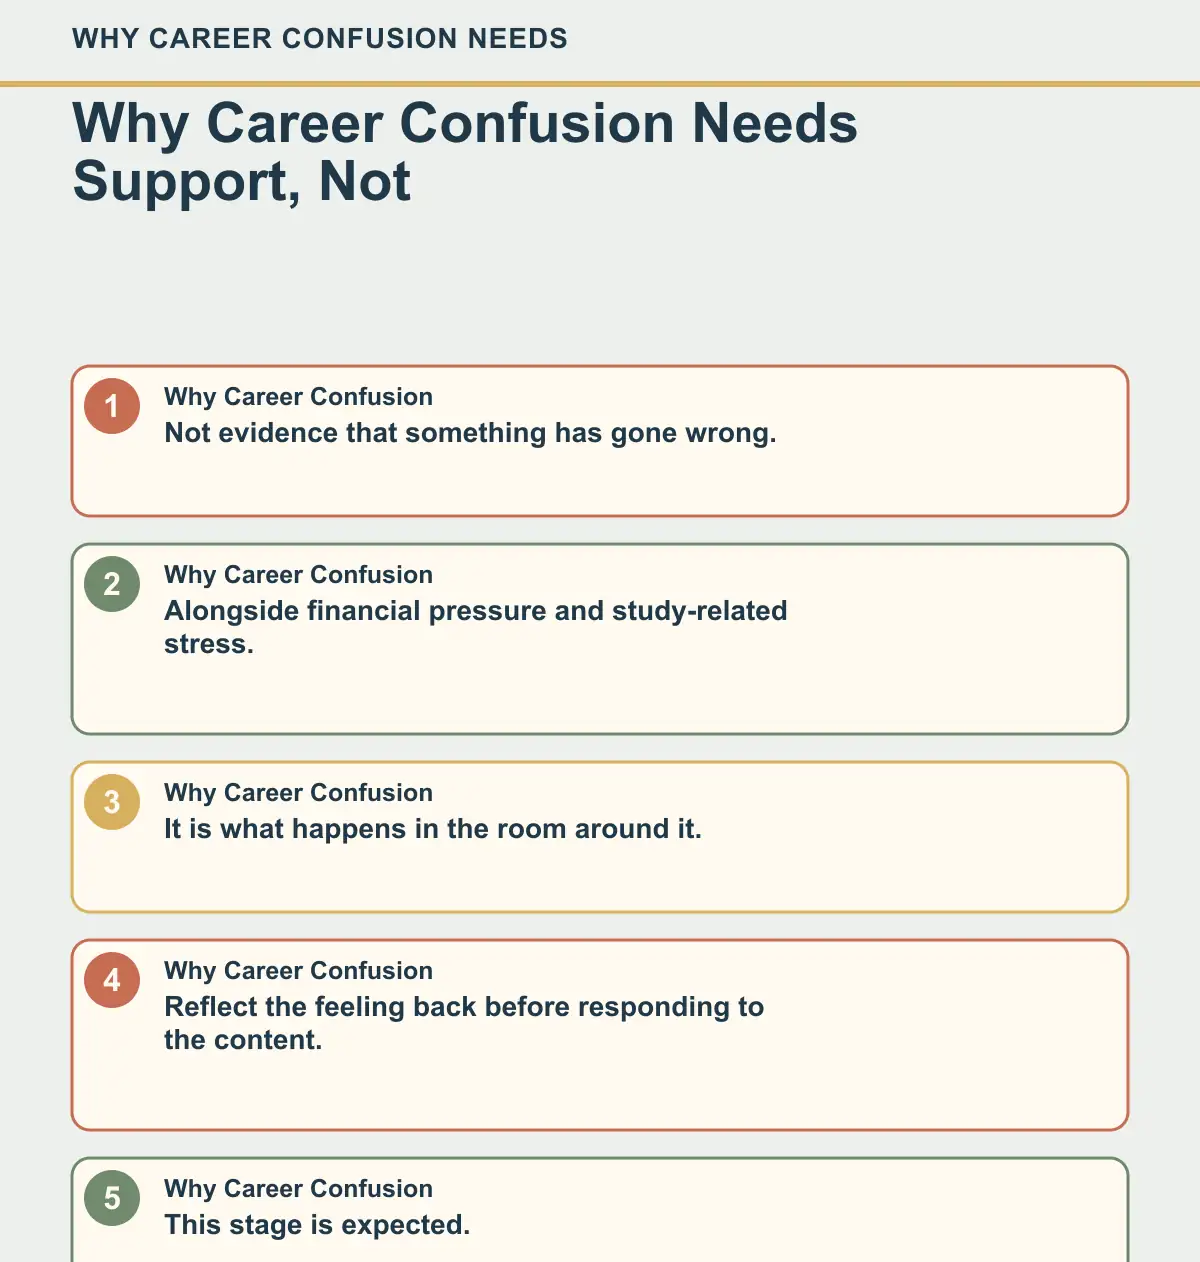 WHY CAREER CONFUSION NEEDS
Why Career Confusion Needs
Support, Not
1
Why Career Confusion
Not evidence that something has gone wrong.
2
Why Career Confusion
Alongside financial pressure and study-related
stress.
3
Why Career Confusion
It is what happens in the room around it.
4
Why Career Confusion
Reflect the feeling back before responding to
the content.
5
Why Career Confusion
This stage is expected.